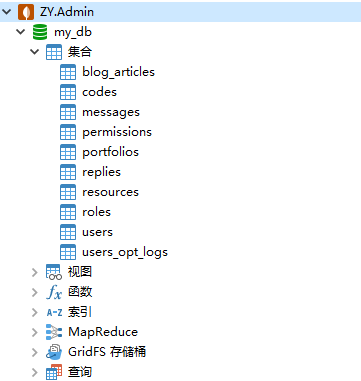 ZY.Admin
my_db
集合
blog_articles
codes
messages
permissions
portfolios
replies
resources
roles
users
users_opt_logs
视图
fx 函数
A-Z 索引
MapReduce
GridFS 存储桶
查询